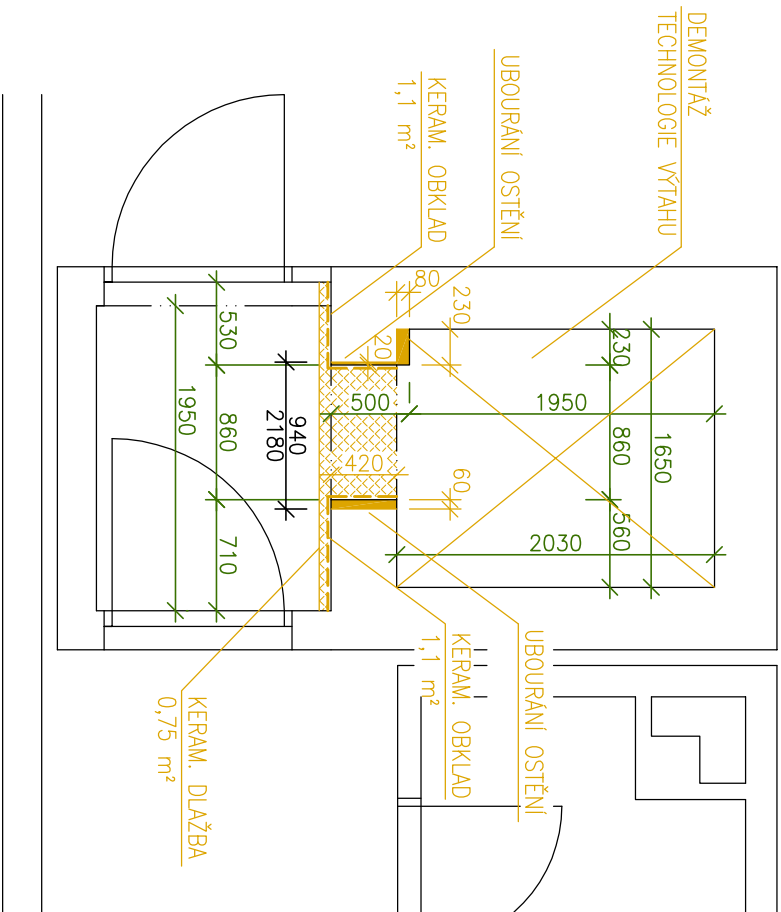 DEMONTÁŽ
TECHNOLOGIE VÝTAHU
UBOURÁNÍ OSTĚNÍ
KERAM. OBKLAD
1,1 m²
80
230
20
230
1650
530
500
1950
860
940
2180
1950
860
420
60
560
710
2030
UBOURÁNÍ OSTĚNÍ
KERAM. OBKLAD
1,1 m²
KERAM. DLAŽBA
0,75 m²